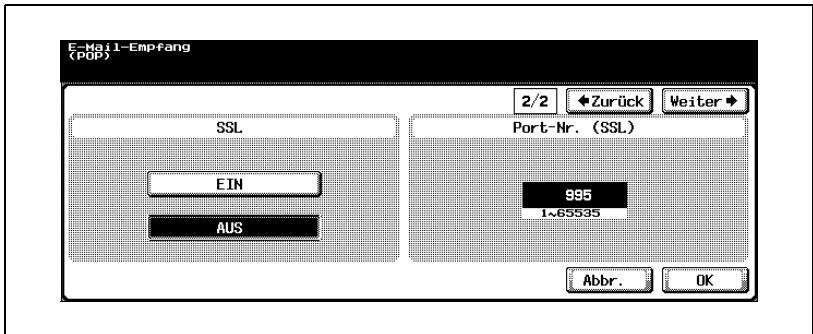 E-Mail-Empfang
(POP)
2/2 ←Zurück Weiter→
SSL Port-Nr. (SSL)
EIN
995
1~65535
AUS
Abbr. OK